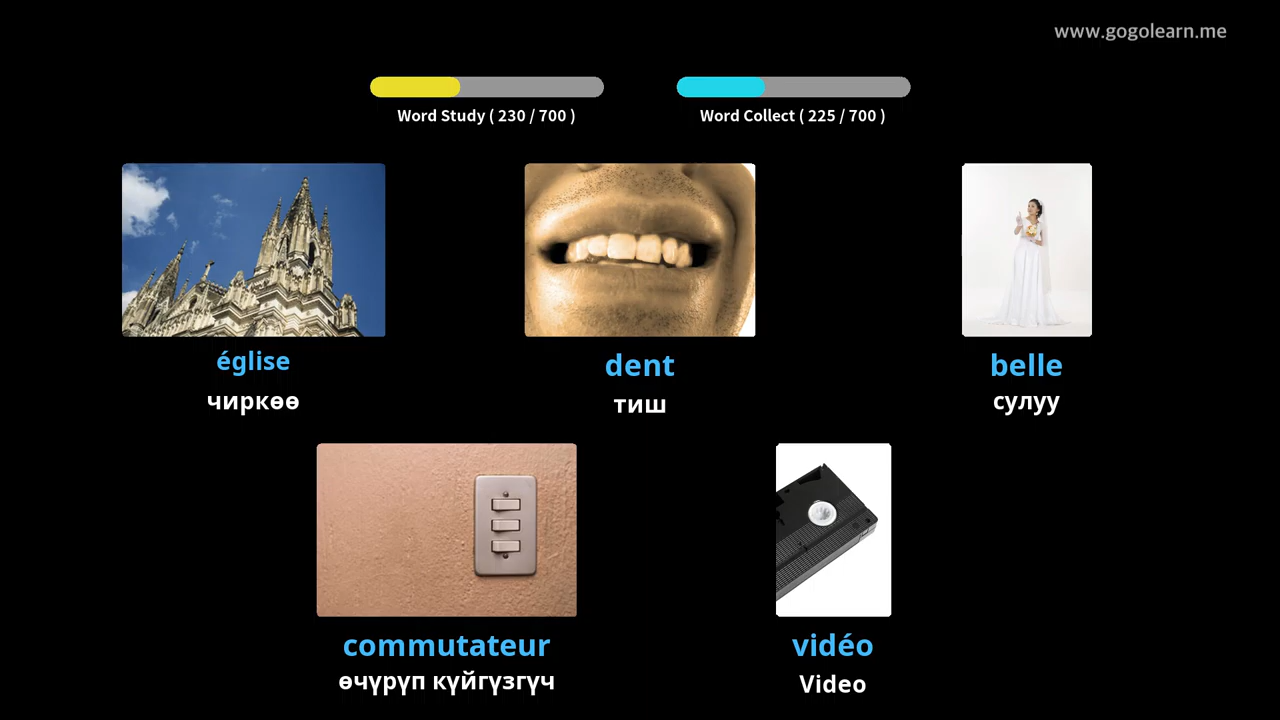 www.gogolearn.me
Word Study ( 230 / 700 )
Word Collect ( 225 / 700 )
église
чиркөө
dent
тиш
belle
сулуу
commutateur
өчүрүп күйгүзгүч
vidéo
Video